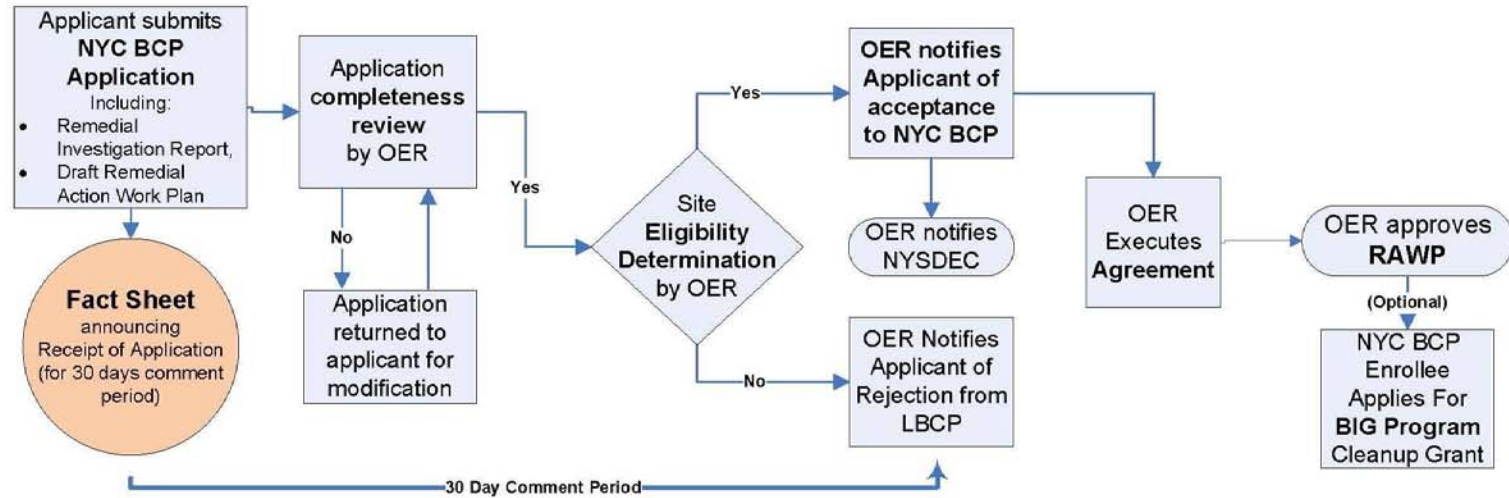 Applicant submits
NYC BCP
Application
Including:
• Remedial
Investigation Report,
• Draft Remedial
Action Work Plan
Fact Sheet
announcing
Receipt of Application
(for 30 days comment
period)
Application
completeness
review
by OER
No
Application
returned to
applicant for
modification
Yes
Site
Eligibility
Determination
by OER
Yes
OER notifies
Applicant of
acceptance
to NYC BCP
OER notifies
NYSDEC
No
OER Notifies
Applicant of
Rejection from
LBCP
OER
Executes
Agreement
OER approves
RAWP
(Optional)
NYC BCP
Enrollee
Applies For
BIG Program
Cleanup Grant
30 Day Comment Period